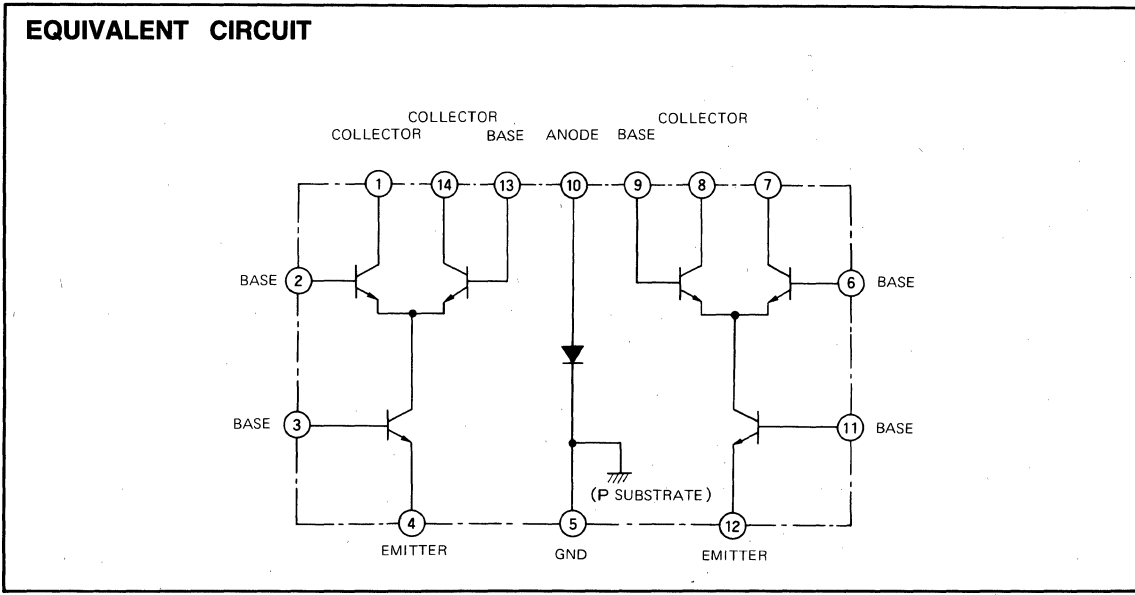 EQUIVALENT CIRCUIT
COLLECTOR COLLECTOR
COLLECTOR BASE ANODE BASE
1 14 13 10 9 8 7
BASE 2 6 BASE
BASE 3 11 BASE
(P SUBSTRATE)
4 5 12
EMITTER GND EMITTER